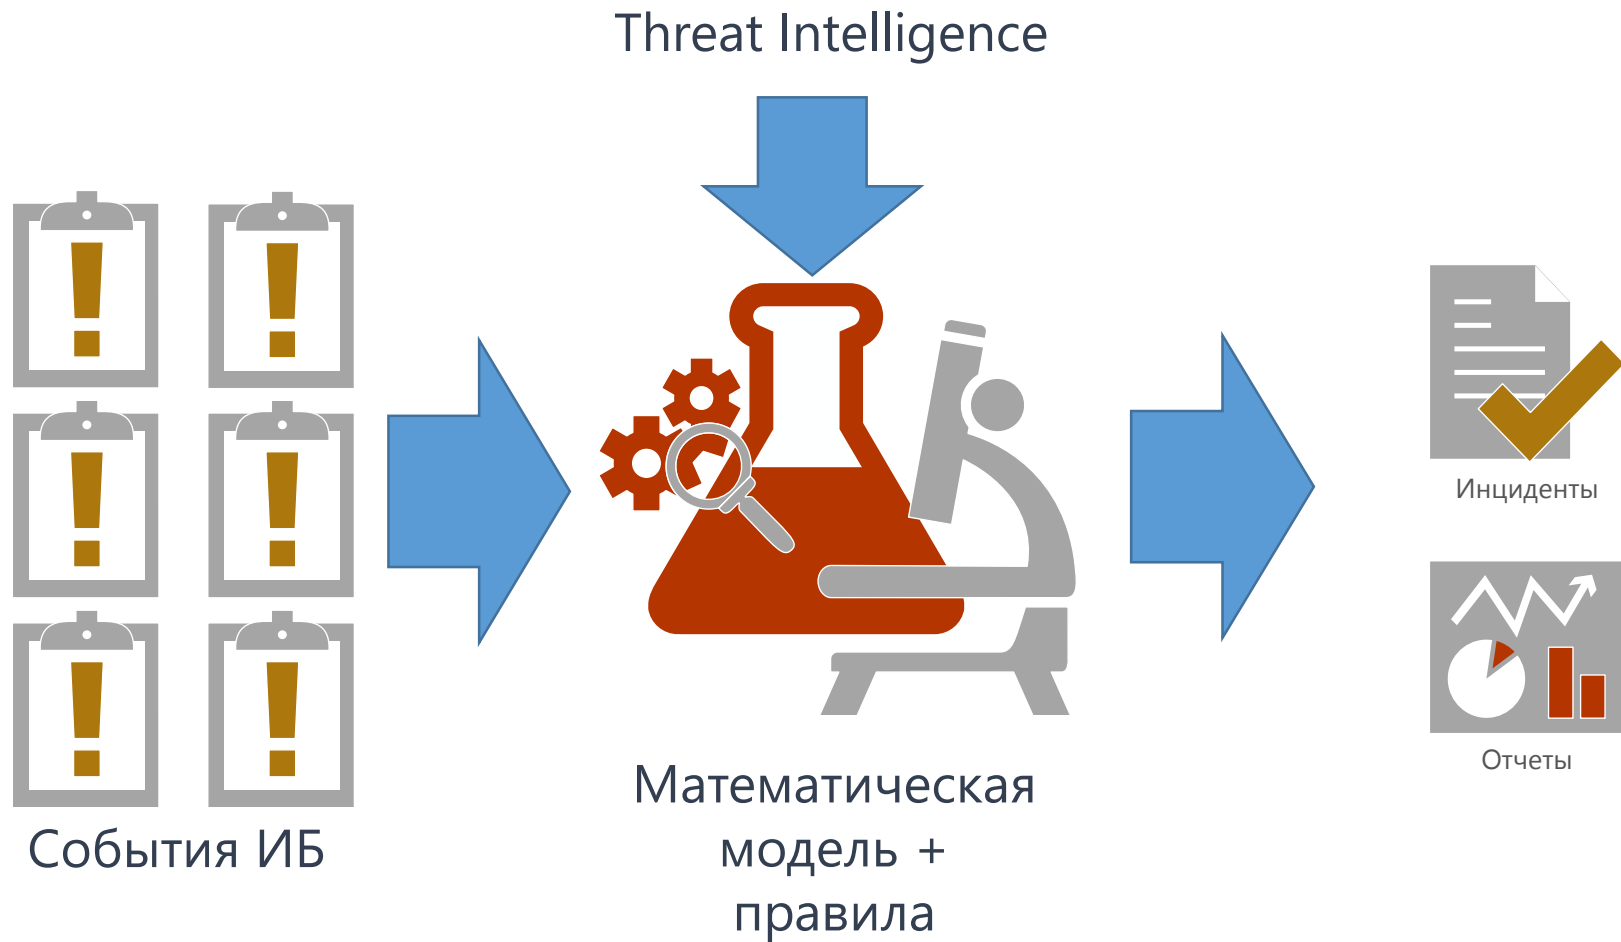 Threat Intelligence
События ИБ
Математическая
модель +
правила
Инциденты
Отчеты